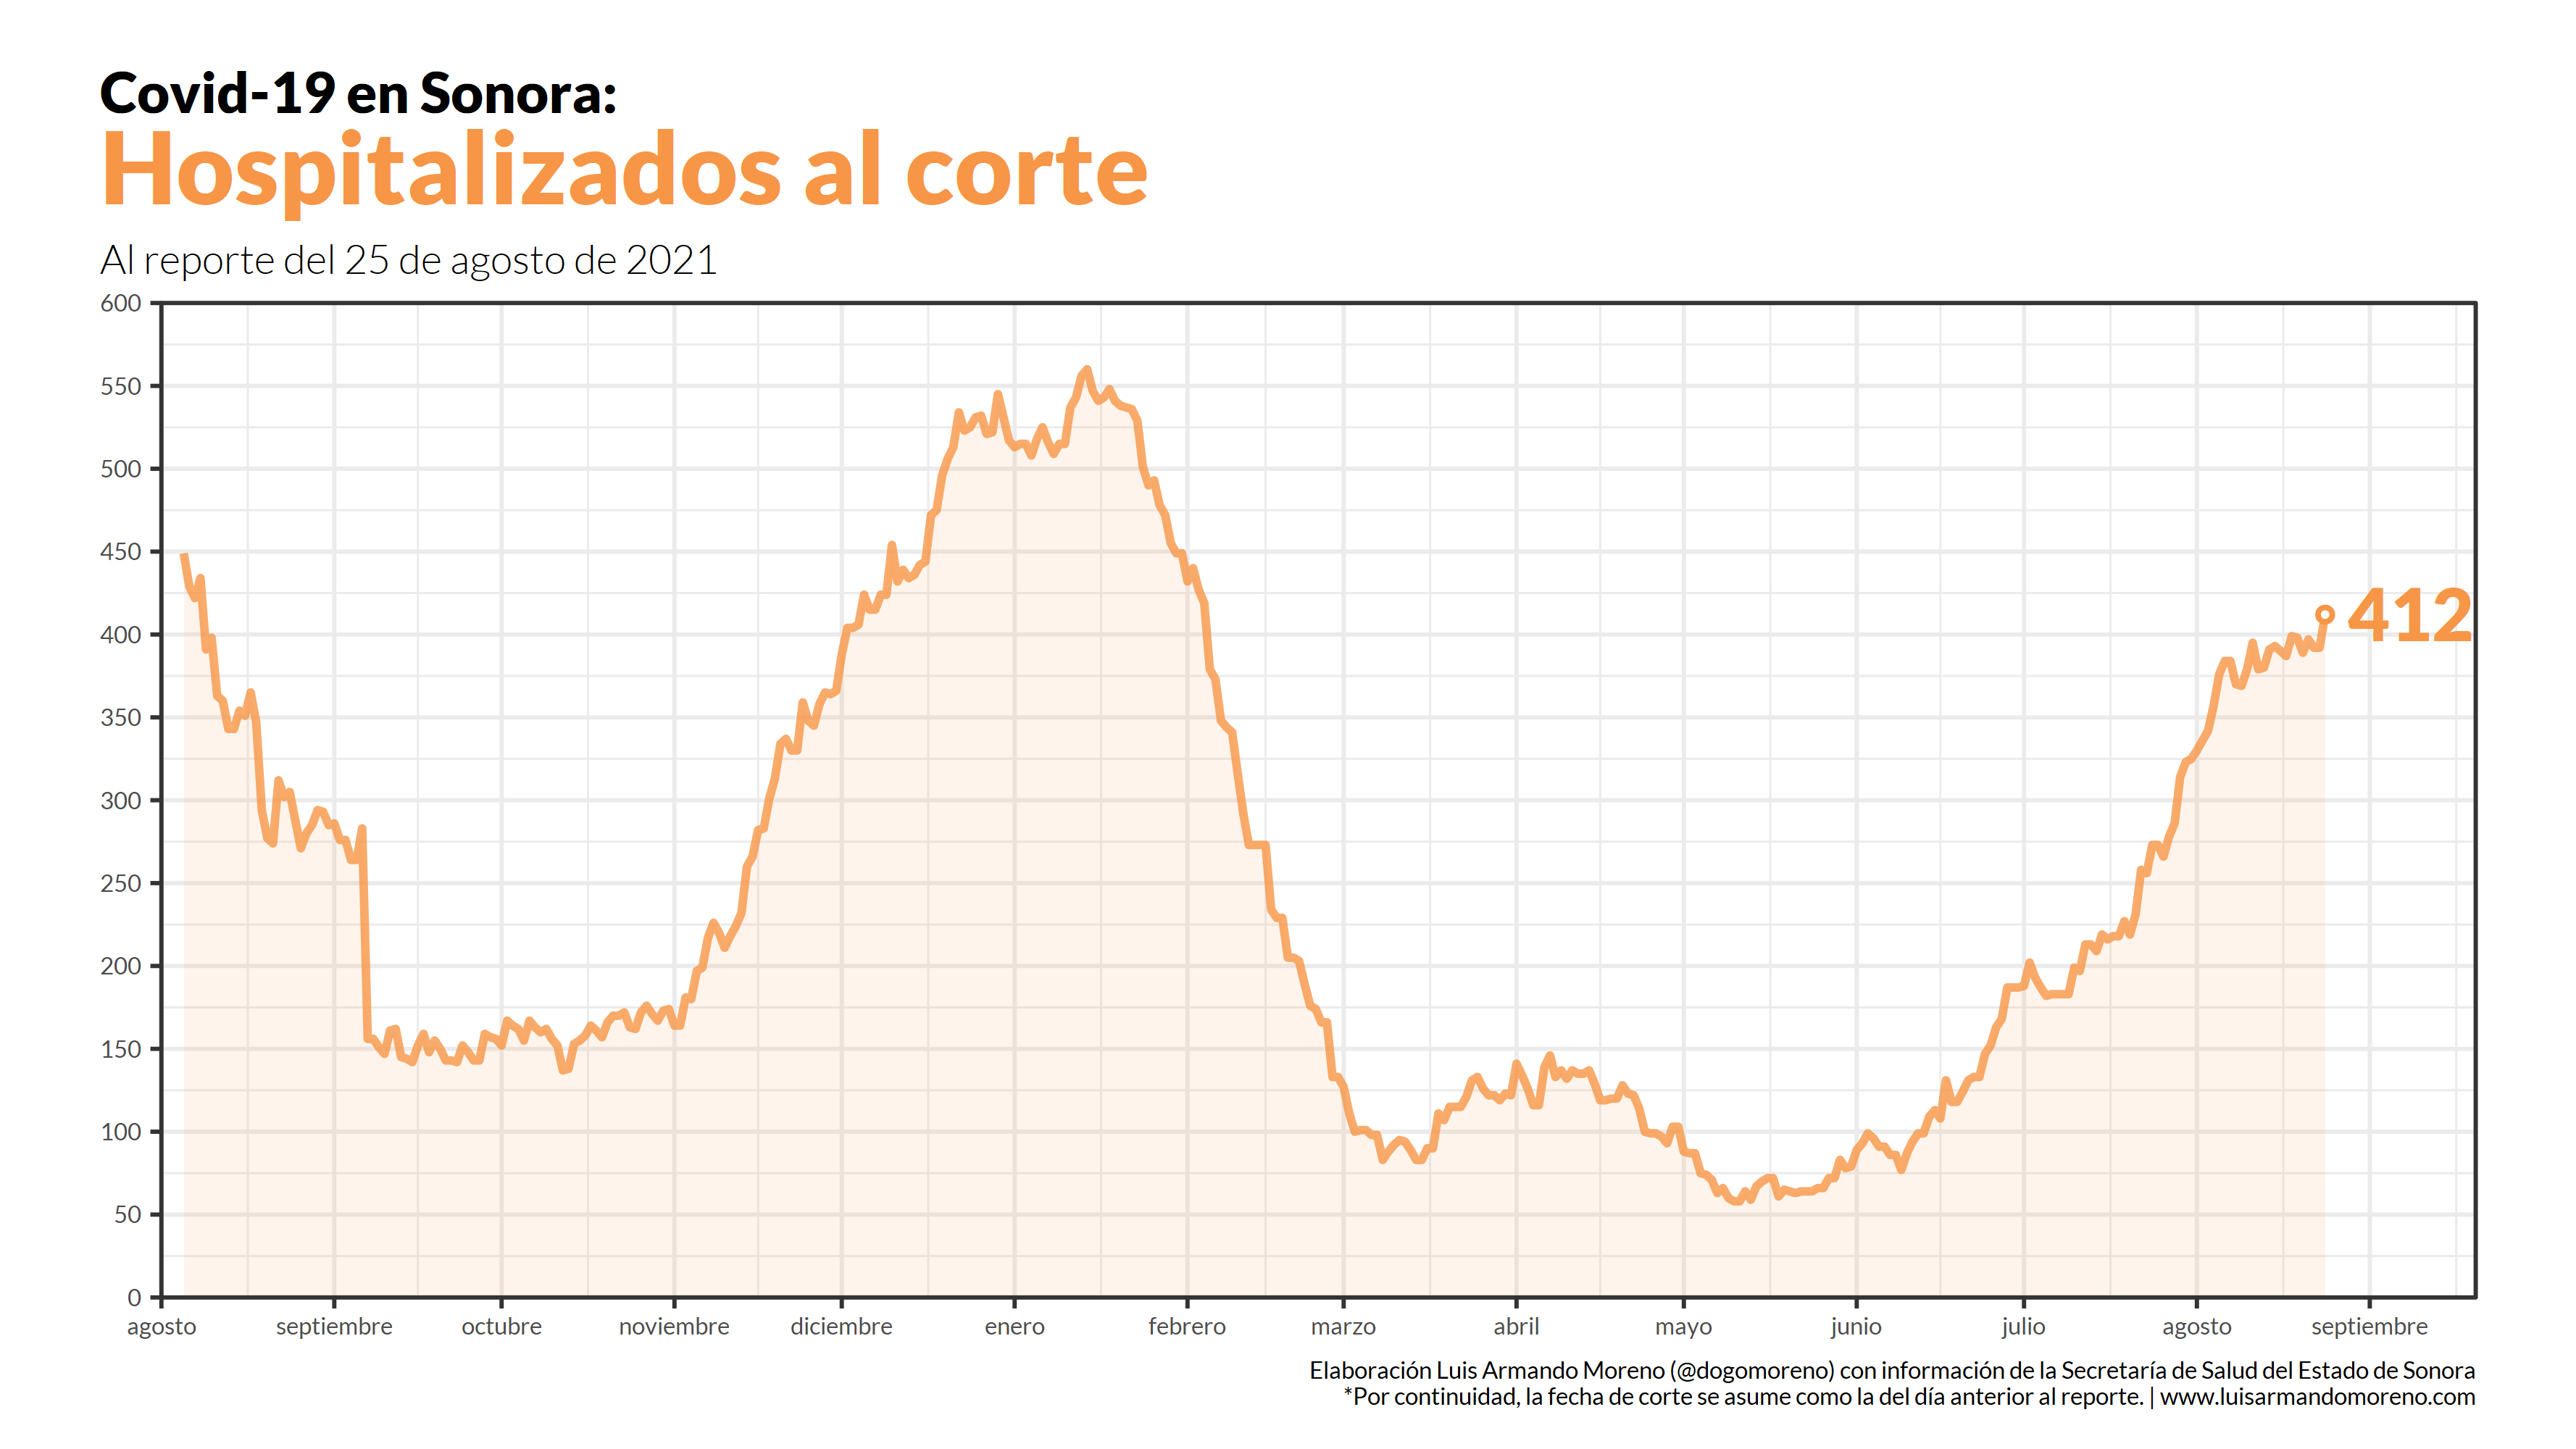 Covid-19 en Sonora:
Hospitalizados al corte
Al reporte del 25 de agosto de 2021
600
550
500
450
400
350
300
250
200
150
100
50
0
412
agosto septiembre octubre noviembre diciembre enero febrero marzo abril mayo junio julio agosto septiembre
Elaboración Luis Armando Moreno (@dogomoreno) con información de la Secretaría de Salud del Estado de Sonora
*Por continuidad, la fecha de corte se asume como la del día anterior al reporte. | www.luisarmandomoreno.com